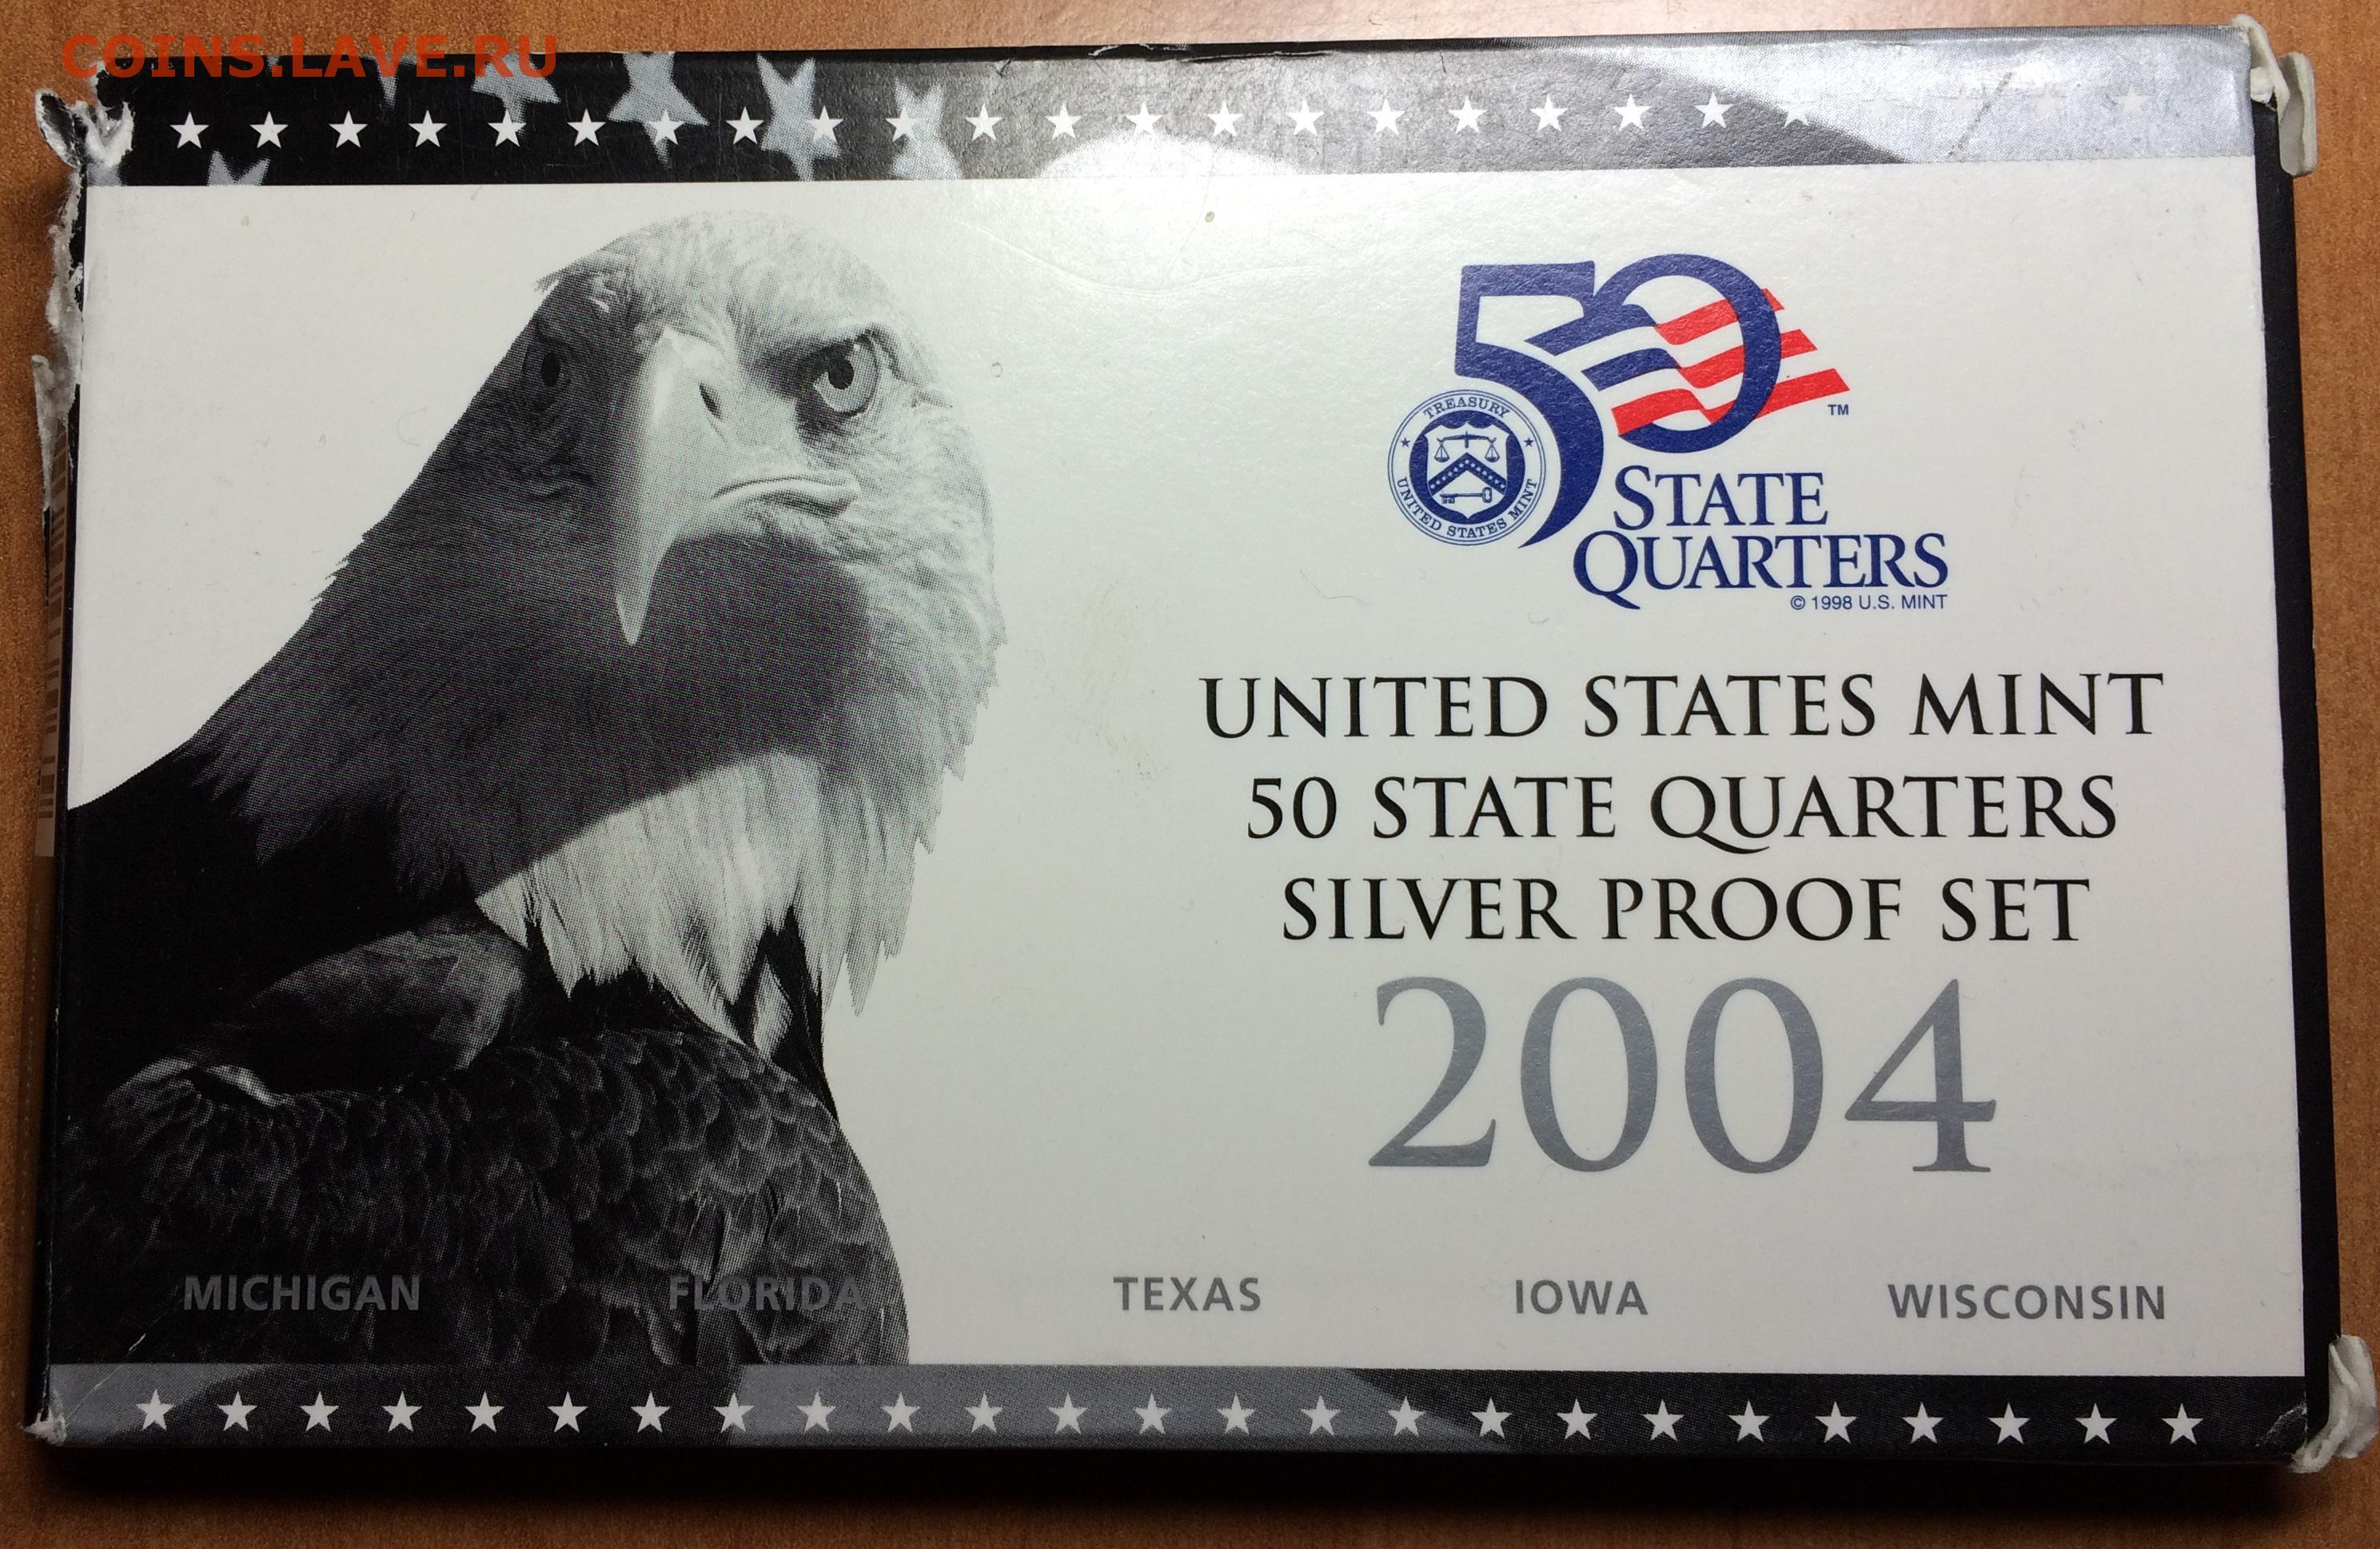 COINS.LAVE.RU
50
TM
TREASURY
UNITED STATES MINT
STATE
QUARTERS
© 1998 U.S. MINT
UNITED STATES MINT
50 STATE QUARTERS
SILVER PROOF SET
2004
MICHIGAN FLORIDA TEXAS IOWA WISCONSIN